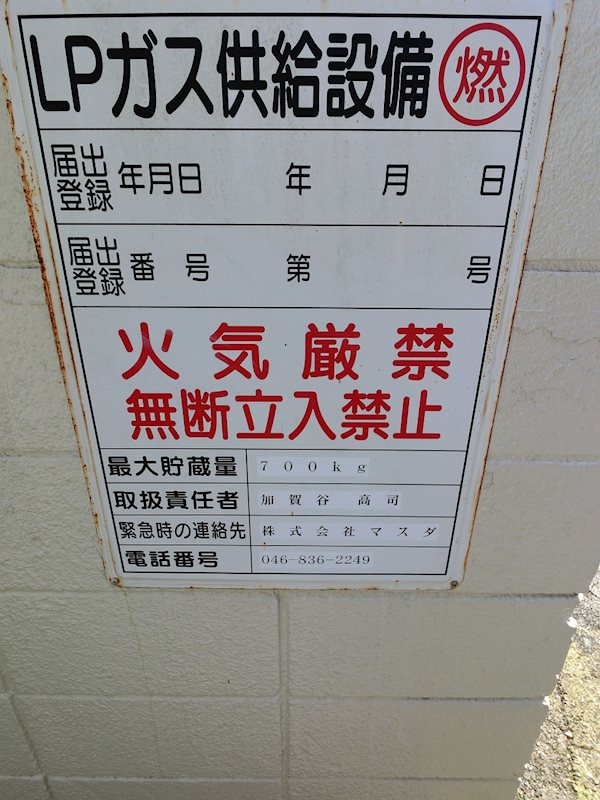 LPガス供給設備 燃
届出登録 年月日 年 月 日
届出登録 番号 第 号
火気厳禁
無断立入禁止
最大貯蔵量 700kg
取扱責任者 加賀谷 高司
緊急時の連絡先 株式会社マスダ
電話番号 046-836-2249